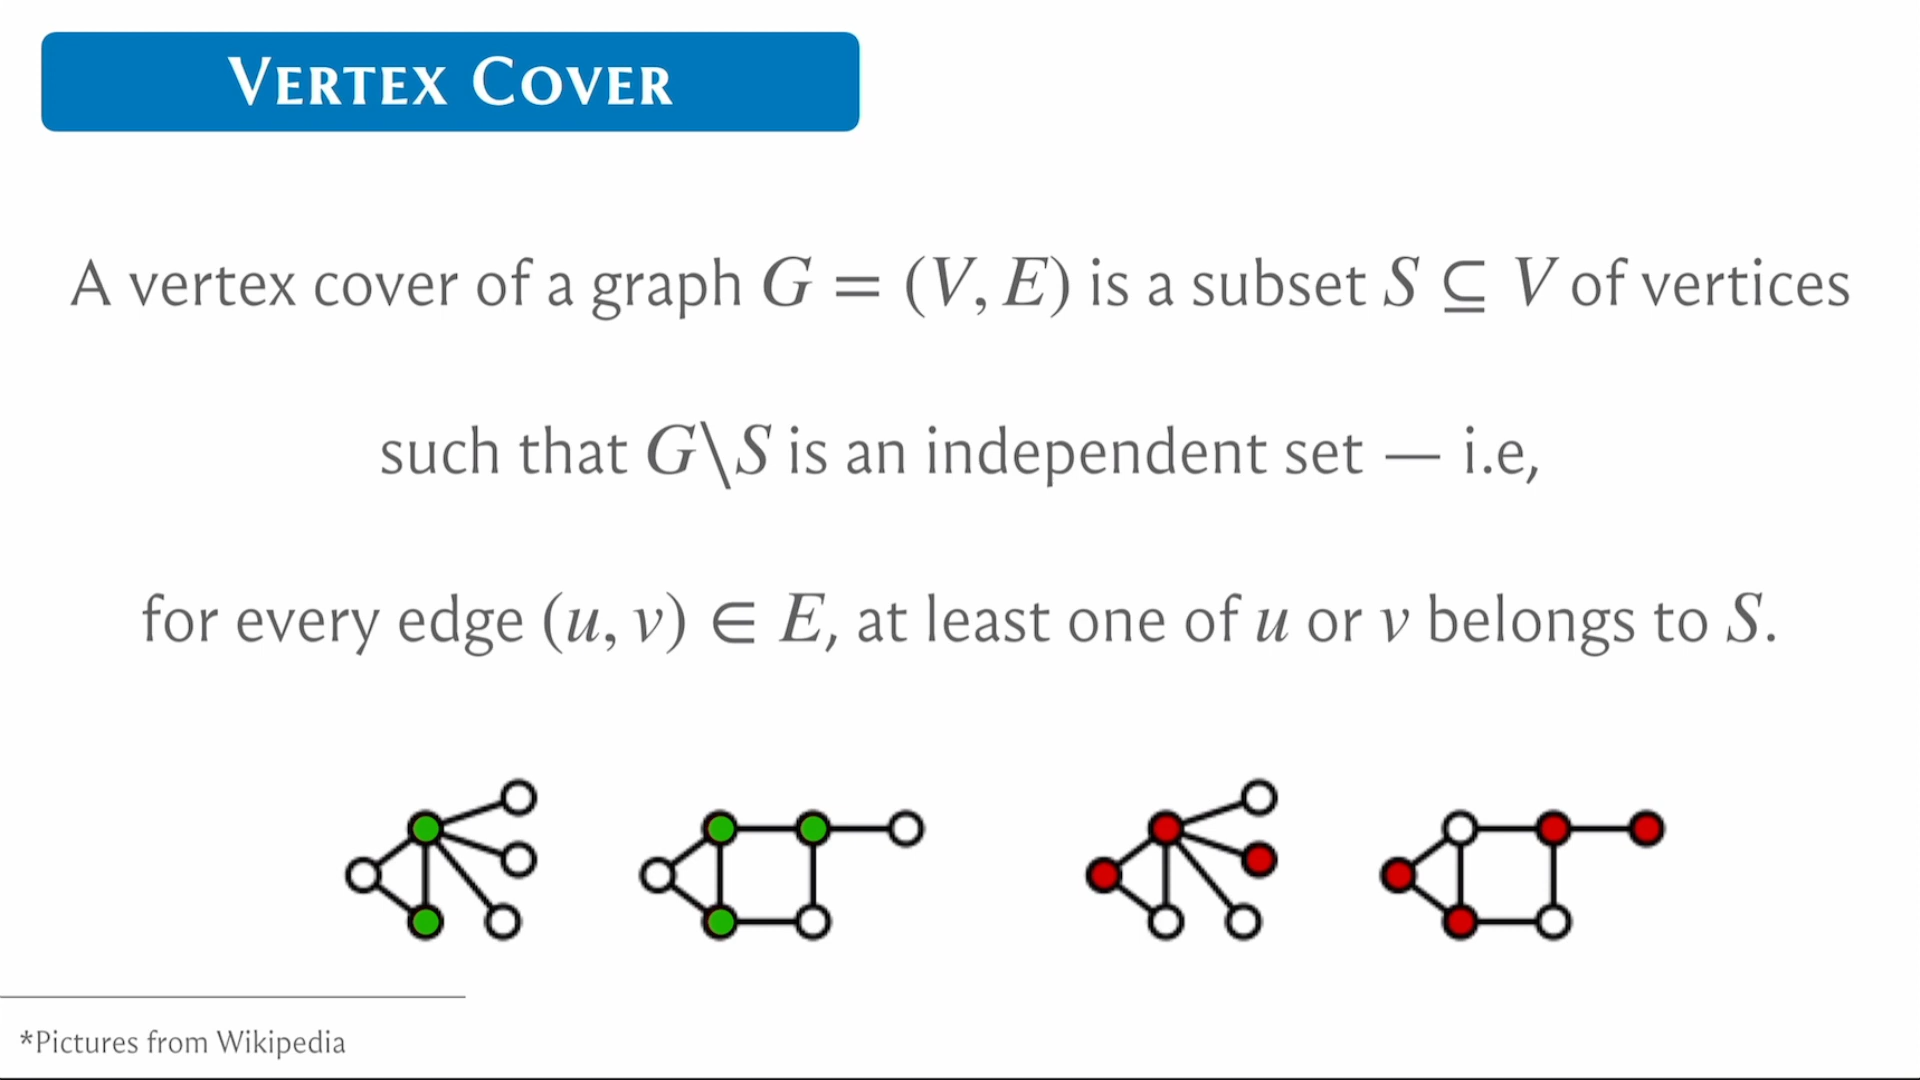 VERTEX COVER
A vertex cover of a graph G = (V, E) is a subset S ⊆ V of vertices
such that G\S is an independent set — i.e,
for every edge (u, v) ∈ E, at least one of u or v belongs to S.
*Pictures from Wikipedia